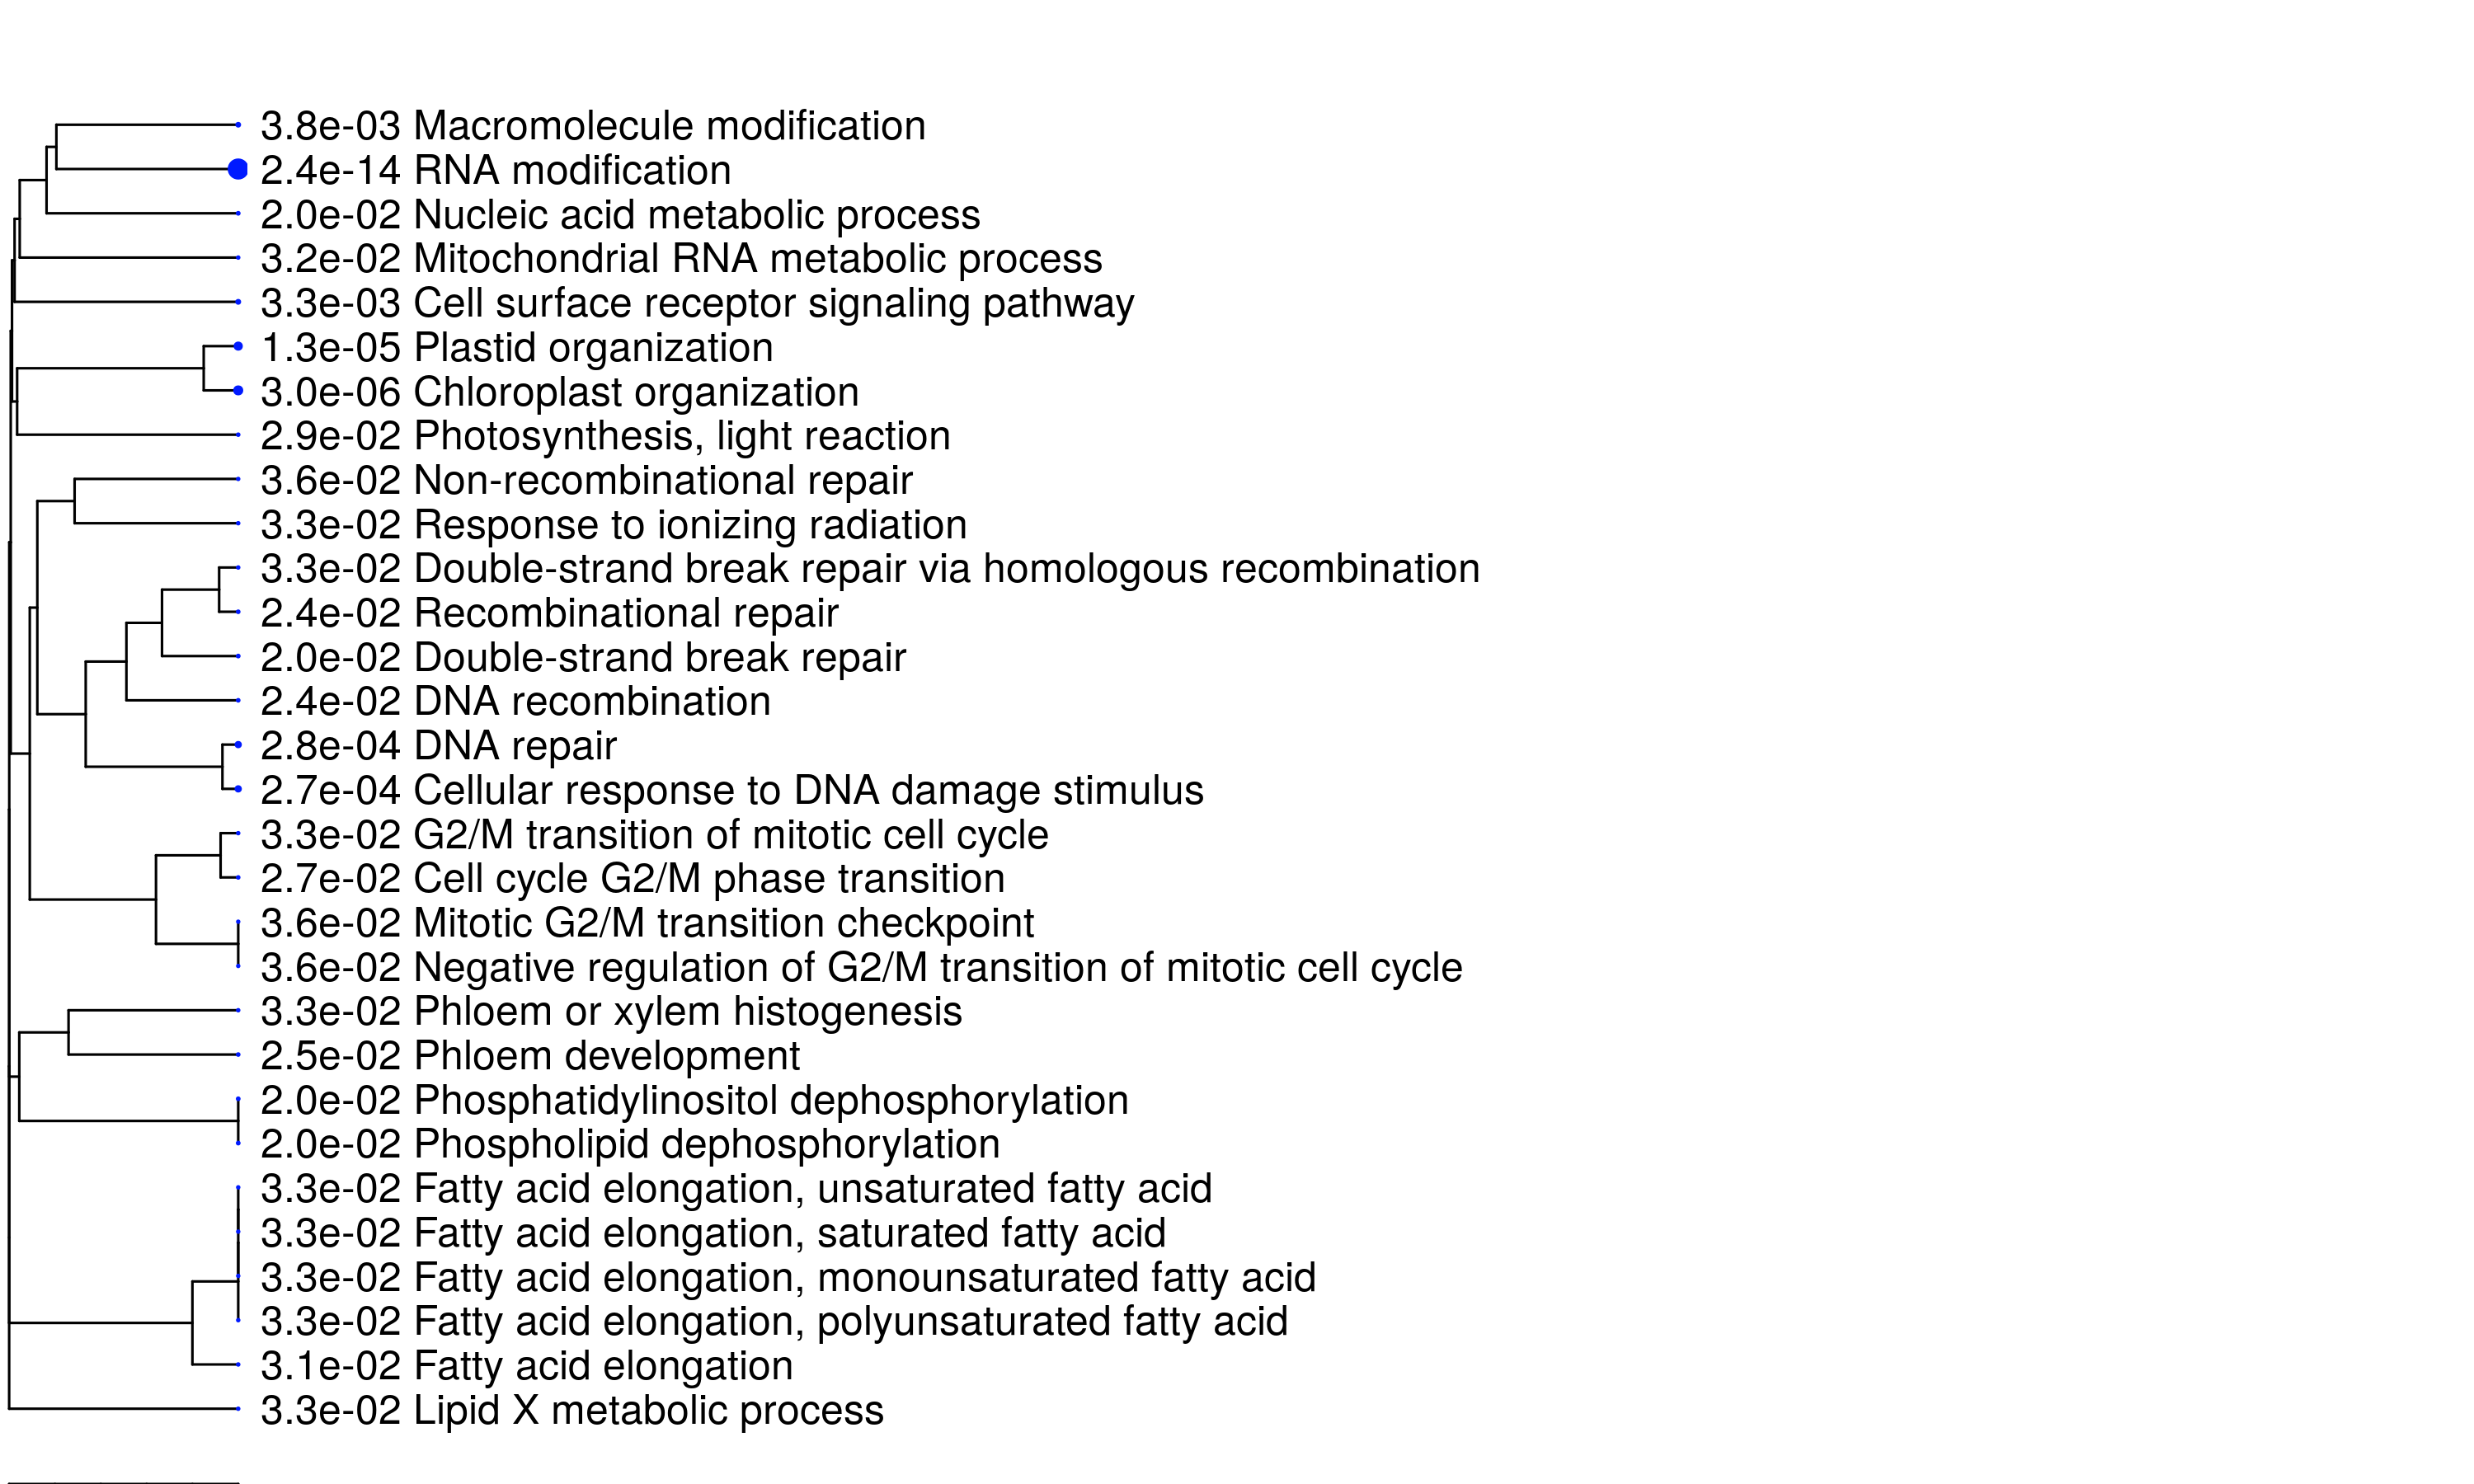 3.8e-03 Macromolecule modification
2.4e-14 RNA modification
2.0e-02 Nucleic acid metabolic process
3.2e-02 Mitochondrial RNA metabolic process
3.3e-03 Cell surface receptor signaling pathway
1.3e-05 Plastid organization
3.0e-06 Chloroplast organization
2.9e-02 Photosynthesis, light reaction
3.6e-02 Non-recombinational repair
3.3e-02 Response to ionizing radiation
3.3e-02 Double-strand break repair via homologous recombination
2.4e-02 Recombinational repair
2.0e-02 Double-strand break repair
2.4e-02 DNA recombination
2.8e-04 DNA repair
2.7e-04 Cellular response to DNA damage stimulus
3.3e-02 G2/M transition of mitotic cell cycle
2.7e-02 Cell cycle G2/M phase transition
3.6e-02 Mitotic G2/M transition checkpoint
3.6e-02 Negative regulation of G2/M transition of mitotic cell cycle
3.3e-02 Phloem or xylem histogenesis
2.5e-02 Phloem development
2.0e-02 Phosphatidylinositol dephosphorylation
2.0e-02 Phospholipid dephosphorylation
3.3e-02 Fatty acid elongation, unsaturated fatty acid
3.3e-02 Fatty acid elongation, saturated fatty acid
3.3e-02 Fatty acid elongation, monounsaturated fatty acid
3.3e-02 Fatty acid elongation, polyunsaturated fatty acid
3.1e-02 Fatty acid elongation
3.3e-02 Lipid X metabolic process